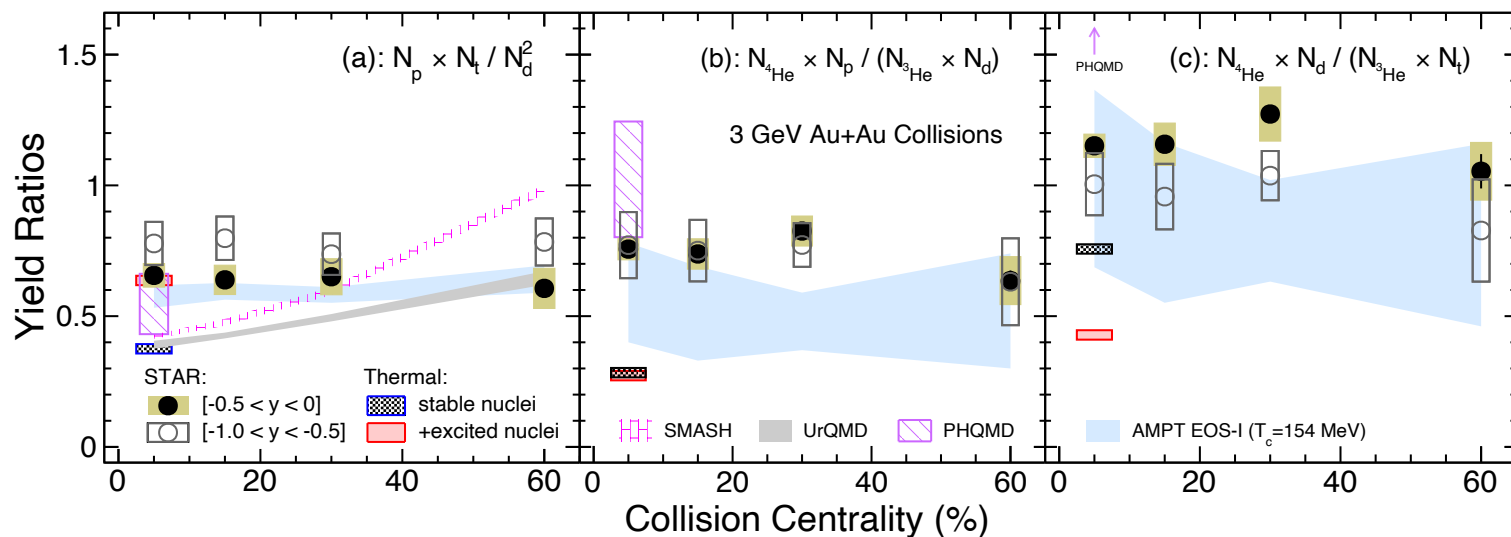 Yield Ratios
1.5
1
0.5
0
(a): N_p × N_t / N_d^2
STAR:
[-0.5 < y < 0]
[-1.0 < y < -0.5]
Thermal:
stable nuclei
+excited nuclei
0 20 40 60
(b): N_4He × N_p / (N_3He × N_d)
3 GeV Au+Au Collisions
SMASH
UrQMD
PHQMD
0 20 40 60
PHQMD
(c): N_4He × N_d / (N_3He × N_t)
AMPT EOS-I (T_c=154 MeV)
0 20 40 60
Collision Centrality (%)